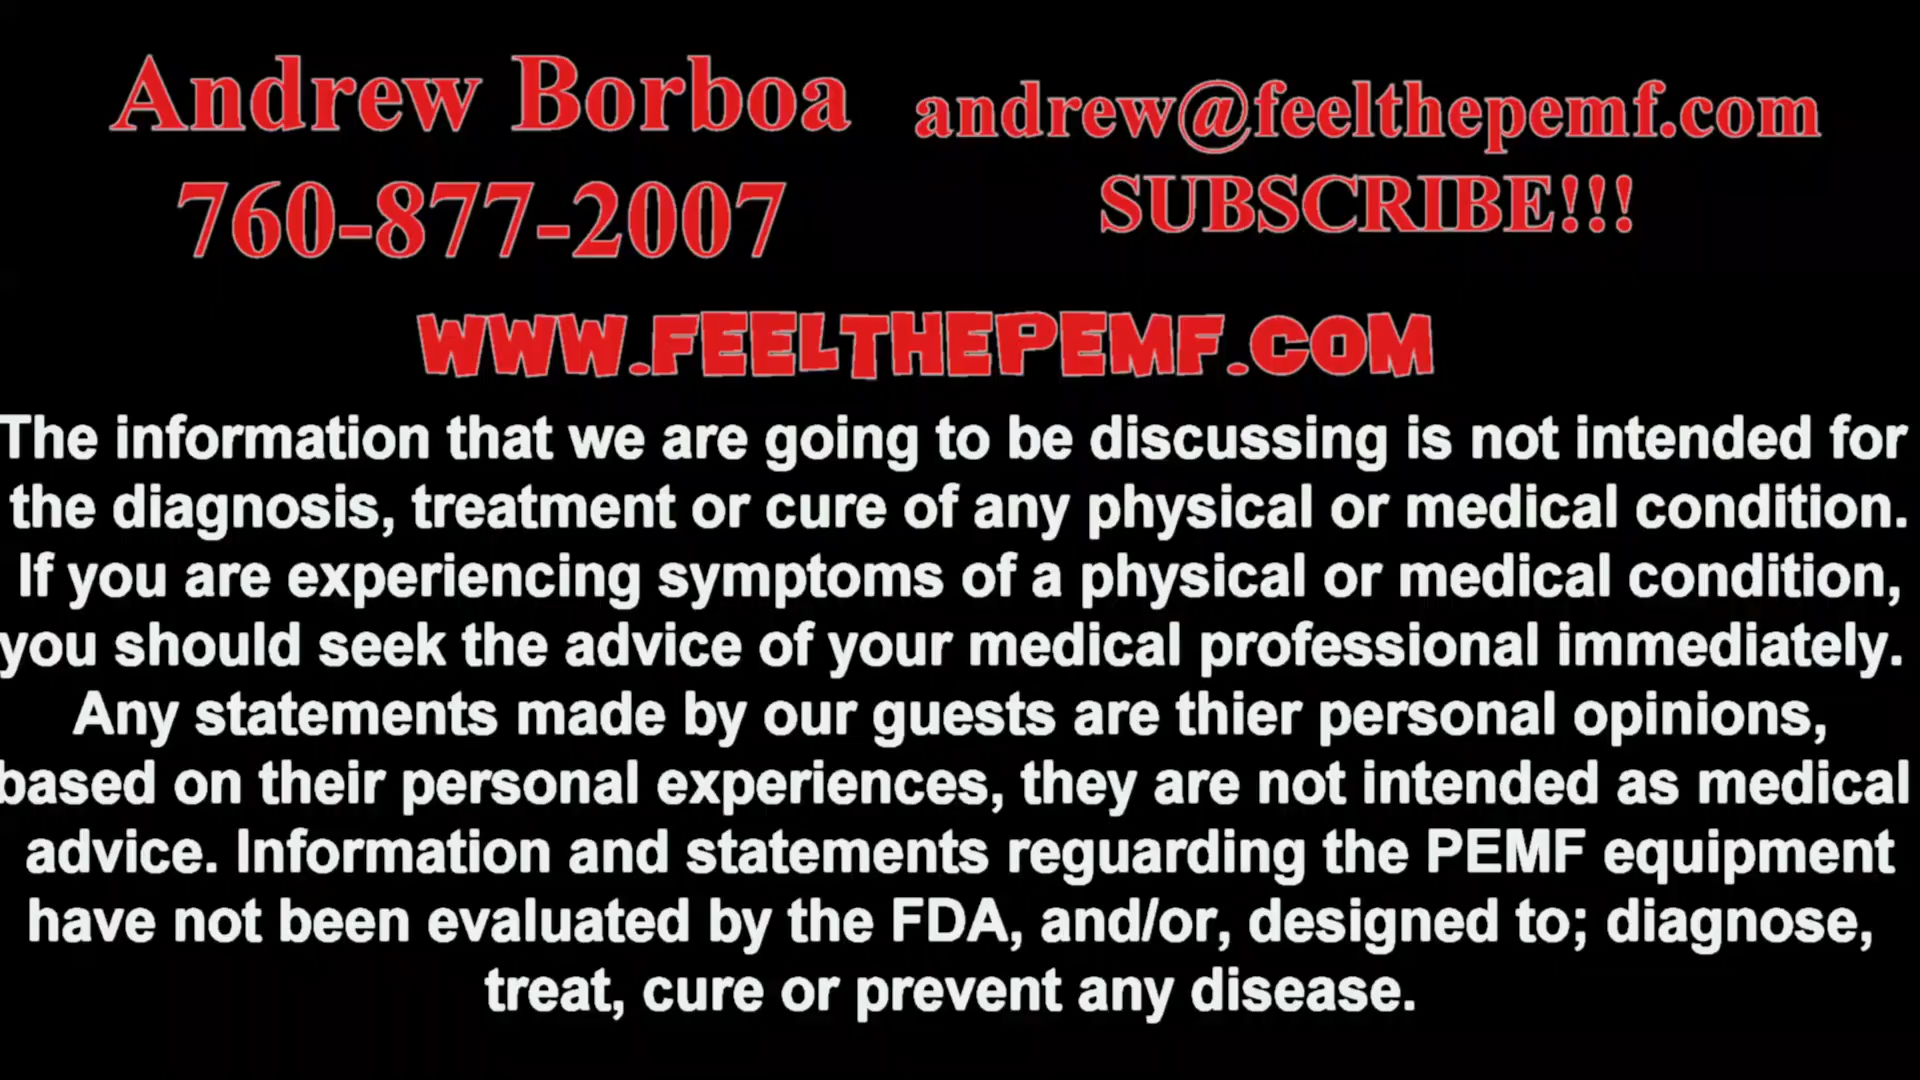 Andrew Borboa
760-877-2007
andrew@feelthepemf.com
SUBSCRIBE!!!
WWW.FEELTHEPEMF.COM
The information that we are going to be discussing is not intended for
the diagnosis, treatment or cure of any physical or medical condition.
If you are experiencing symptoms of a physical or medical condition,
you should seek the advice of your medical professional immediately.
Any statements made by our guests are thier personal opinions,
based on their personal experiences, they are not intended as medical
advice. Information and statements reguarding the PEMF equipment
have not been evaluated by the FDA, and/or, designed to; diagnose,
treat, cure or prevent any disease.